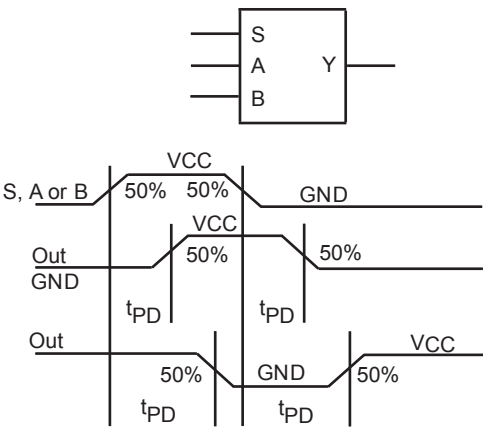 S
A Y
B
VCC
S, A or B 50% 50% GND
VCC
Out 50% 50%
GND
tPD tPD
Out VCC
50% GND 50%
tPD tPD